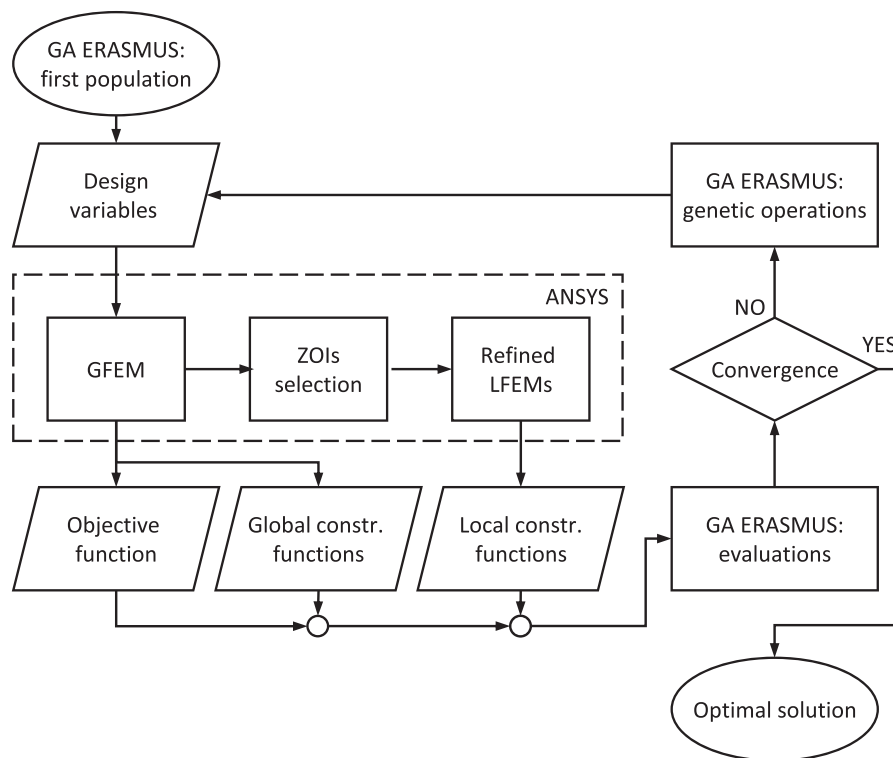 GA ERASMUS:
first population
Design
variables
GA ERASMUS:
genetic operations
ANSYS
GFEM
ZOIs
selection
Refined
LFEMs
NO
YES
Convergence
Objective
function
Global constr.
functions
Local constr.
functions
GA ERASMUS:
evaluations
Optimal solution